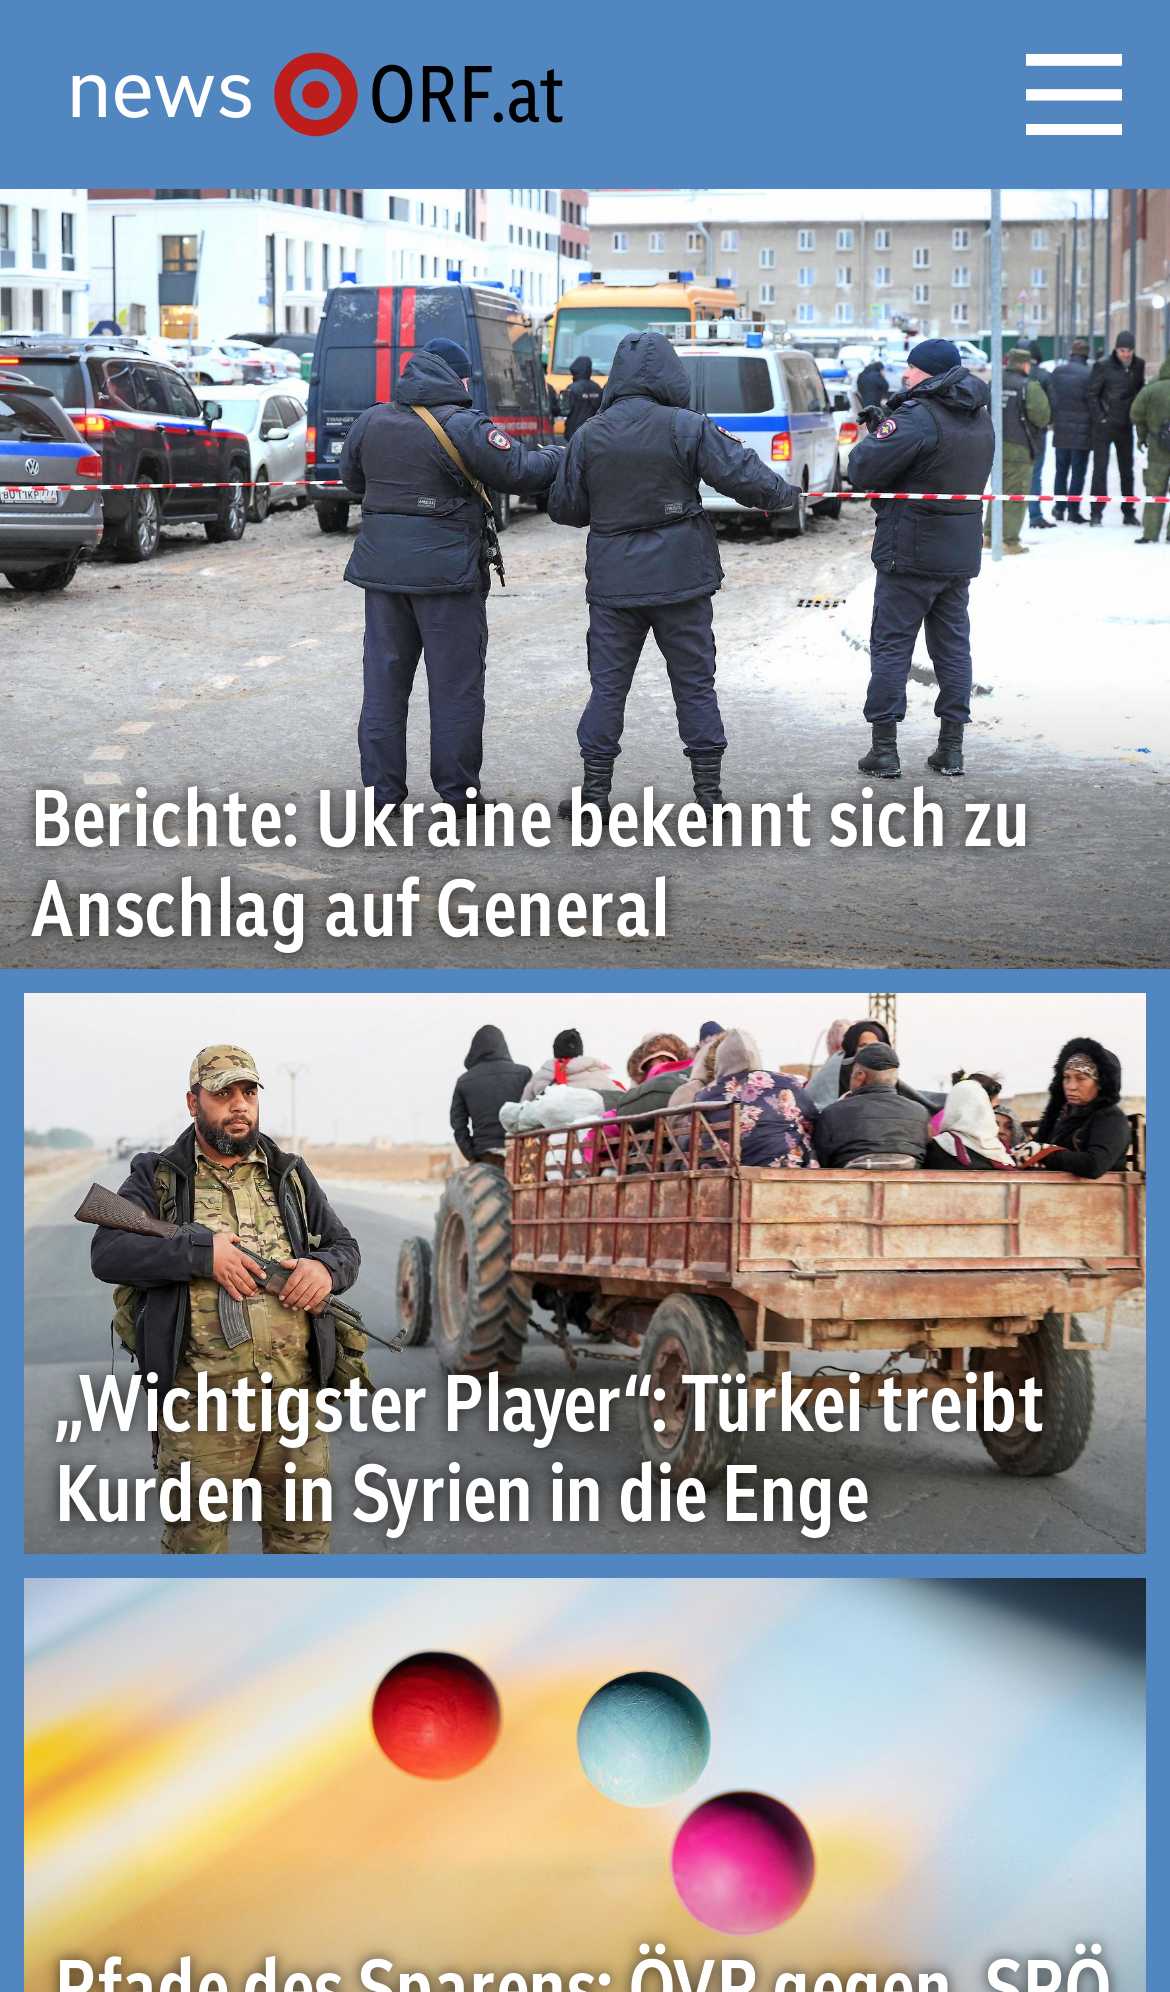 news ORF.at
Berichte: Ukraine bekennt sich zu
Anschlag auf General
„Wichtigster Player“: Türkei treibt
Kurden in Syrien in die Enge
Pfade des Sparens: ÖVP gegen, SPÖ